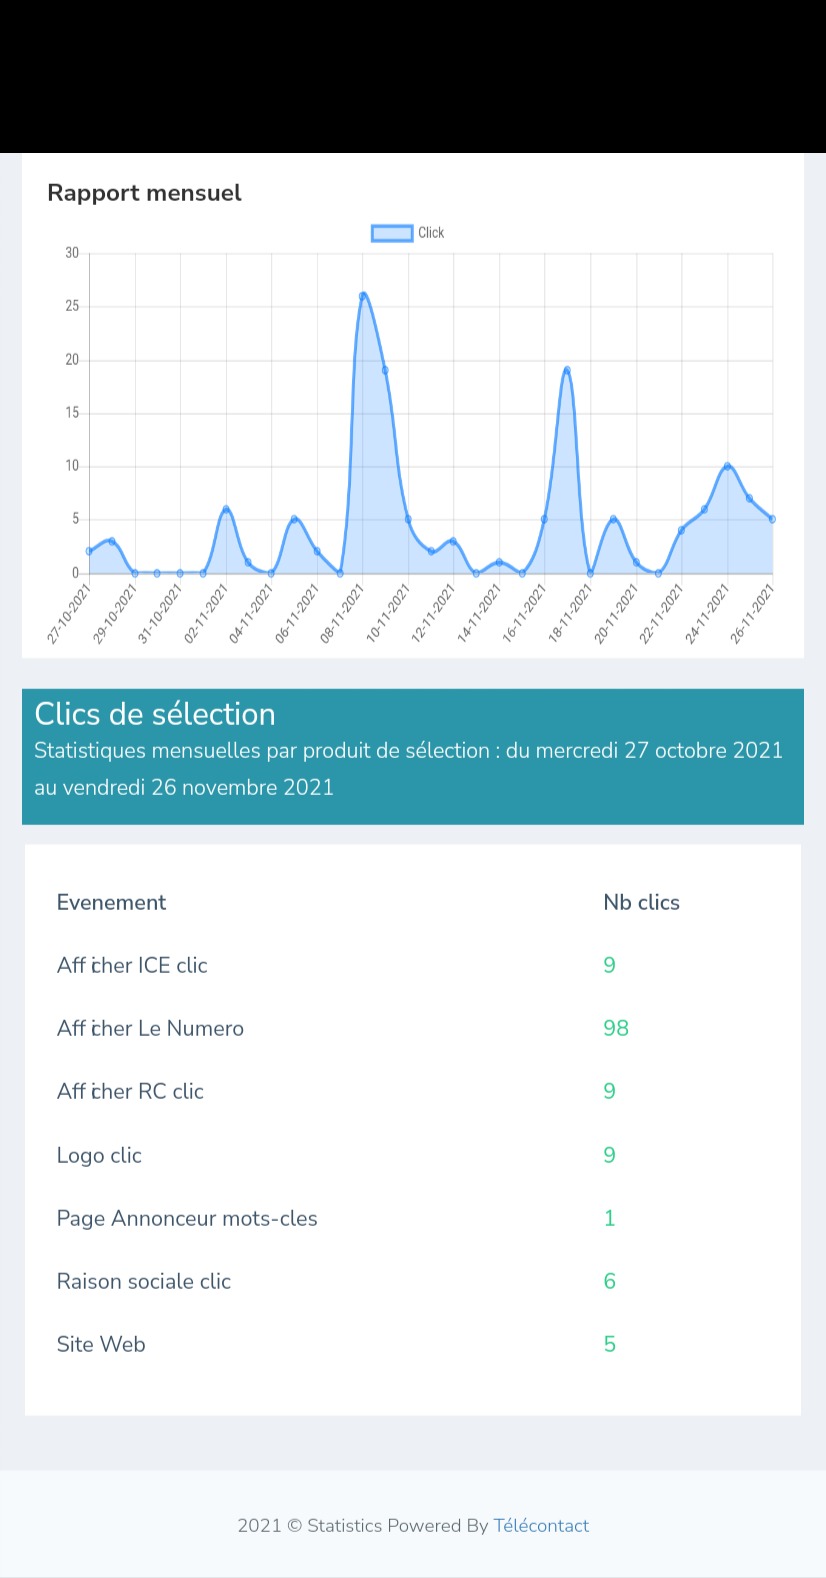 Rapport mensuel
Click
30
25
20
15
10
5
0
27-10-2021
29-10-2021
31-10-2021
02-11-2021
04-11-2021
06-11-2021
08-11-2021
10-11-2021
12-11-2021
14-11-2021
16-11-2021
18-11-2021
20-11-2021
22-11-2021
24-11-2021
26-11-2021
Clics de sélection
Statistiques mensuelles par produit de sélection : du mercredi 27 octobre 2021
au vendredi 26 novembre 2021
Evenement Nb clics
Afficher ICE clic 9
Afficher Le Numero 98
Afficher RC clic 9
Logo clic 9
Page Annonceur mots-cles 1
Raison sociale clic 6
Site Web 5
2021 © Statistics Powered By Télécontact